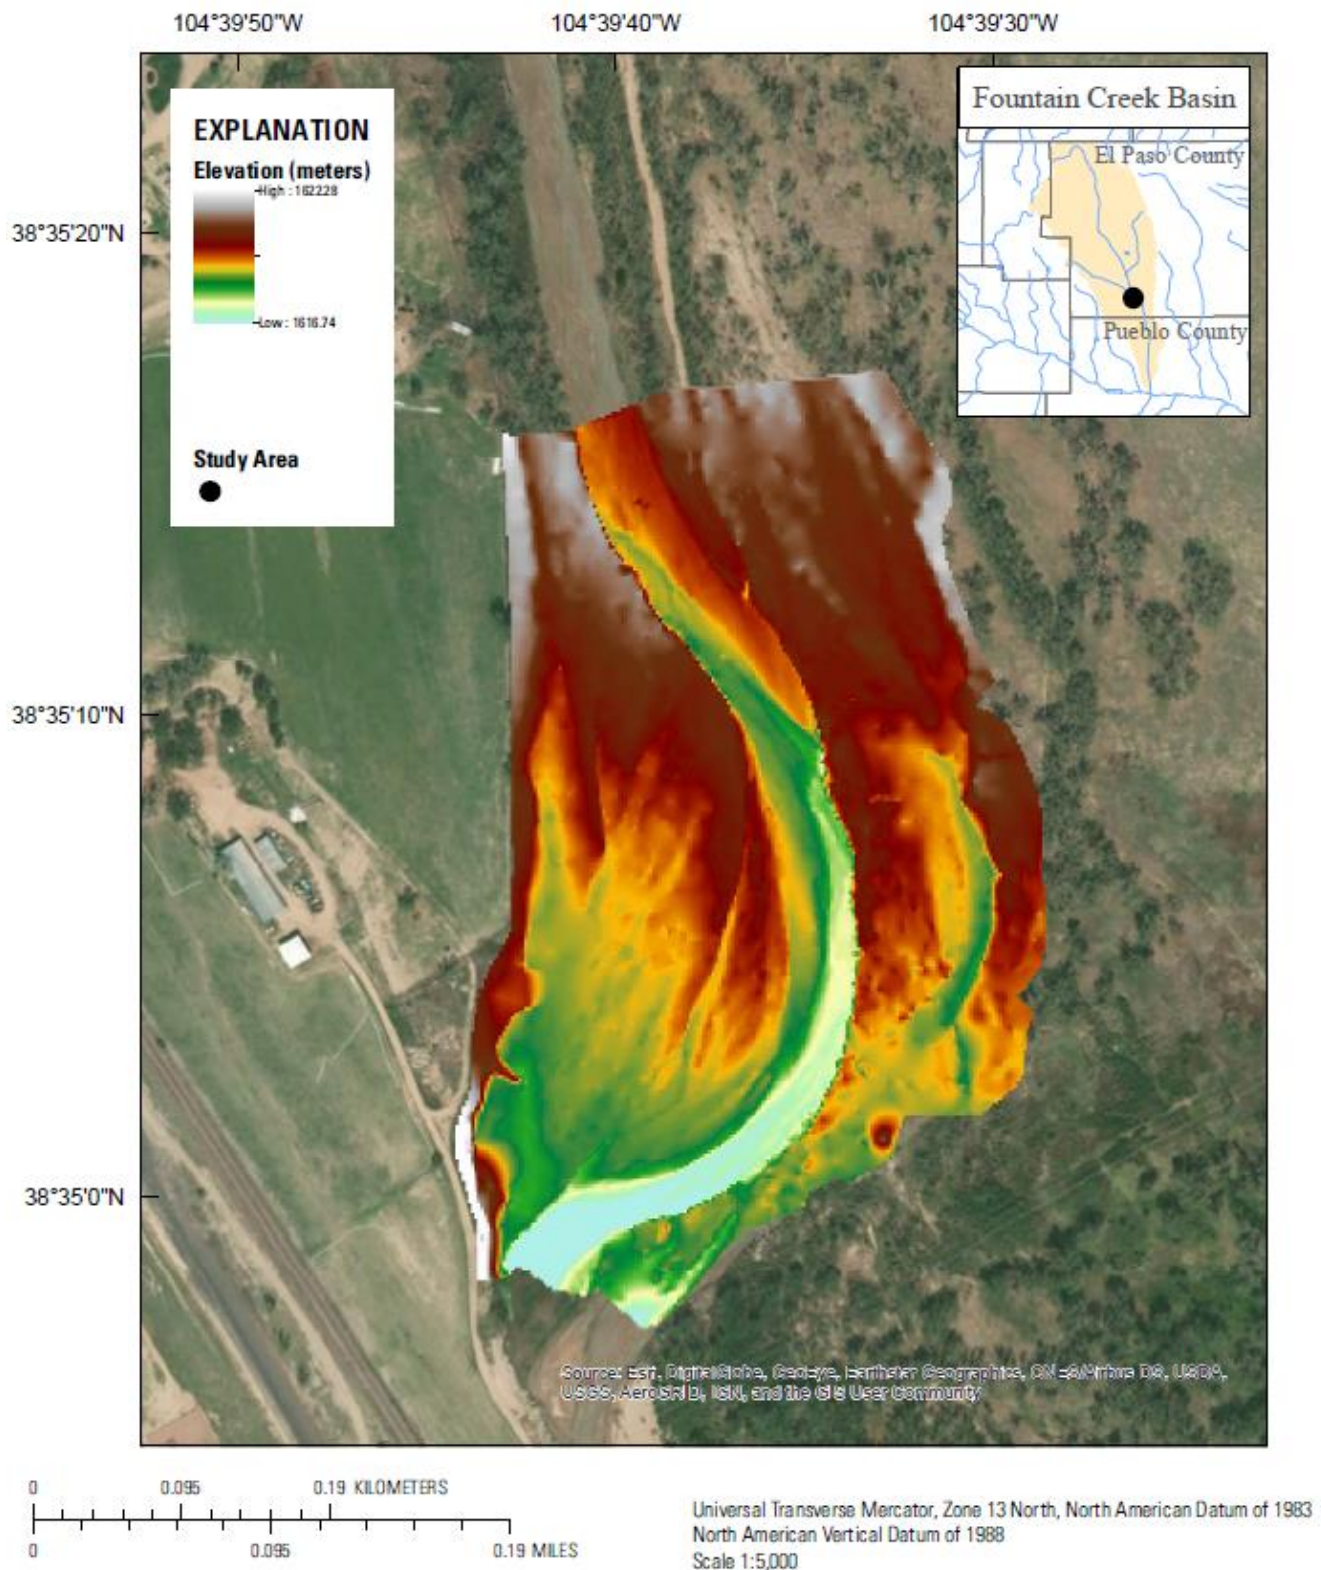 104°39'50"W 104°39'40"W 104°39'30"W
EXPLANATION
Elevation (meters)
High : 1622.28
Low : 1616.74
Study Area
Fountain Creek Basin
El Paso County
Pueblo County
38°35'20"N
38°35'10"N
38°35'0"N
Source: Esri, DigitalGlobe, GeoEye, Earthstar Geographics, CNES/Airbus DS, USDA,
USGS, AeroGRID, IGN, and the GIS User Community
0 0.095 0.19 KILOMETERS
0 0.095 0.19 MILES
Universal Transverse Mercator, Zone 13 North, North American Datum of 1983
North American Vertical Datum of 1988
Scale 1:5,000